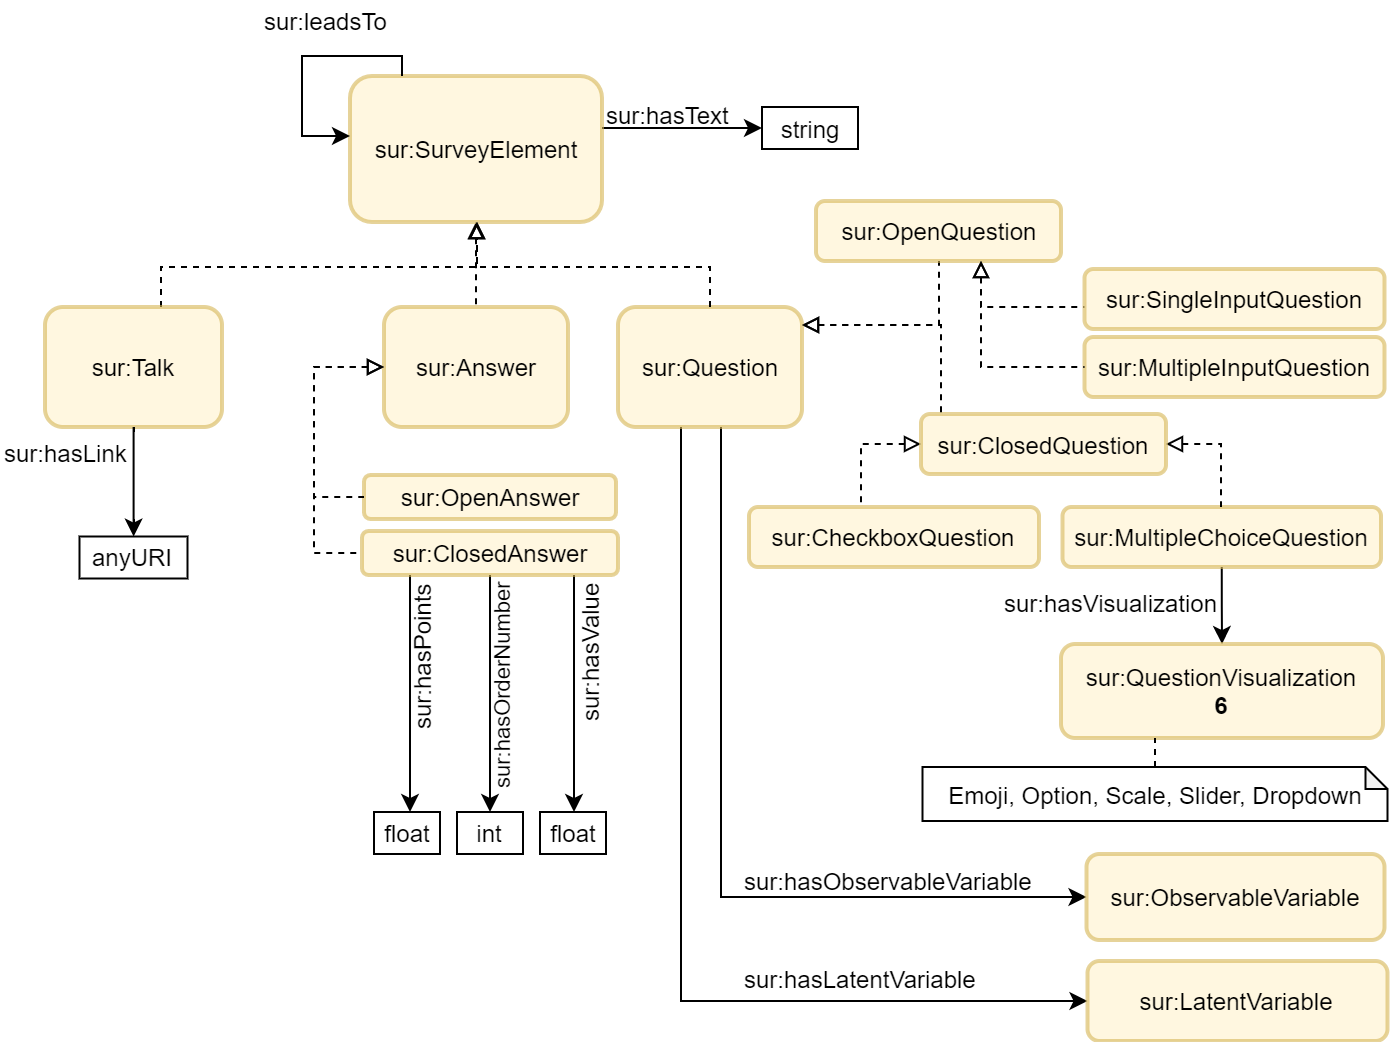 sur:leadsTo
sur:hasText
string
sur:SurveyElement
sur:OpenQuestion
sur:SingleInputQuestion
sur:MultipleInputQuestion
sur:Talk
sur:Answer
sur:Question
sur:hasLink
sur:ClosedQuestion
sur:OpenAnswer
sur:CheckboxQuestion
sur:MultipleChoiceQuestion
anyURI
sur:ClosedAnswer
sur:hasPoints
sur:hasOrderNumber
sur:hasValue
sur:hasVisualization
sur:QuestionVisualization
6
Emoji, Option, Scale, Slider, Dropdown
float
int
float
sur:hasObservableVariable
sur:ObservableVariable
sur:hasLatentVariable
sur:LatentVariable